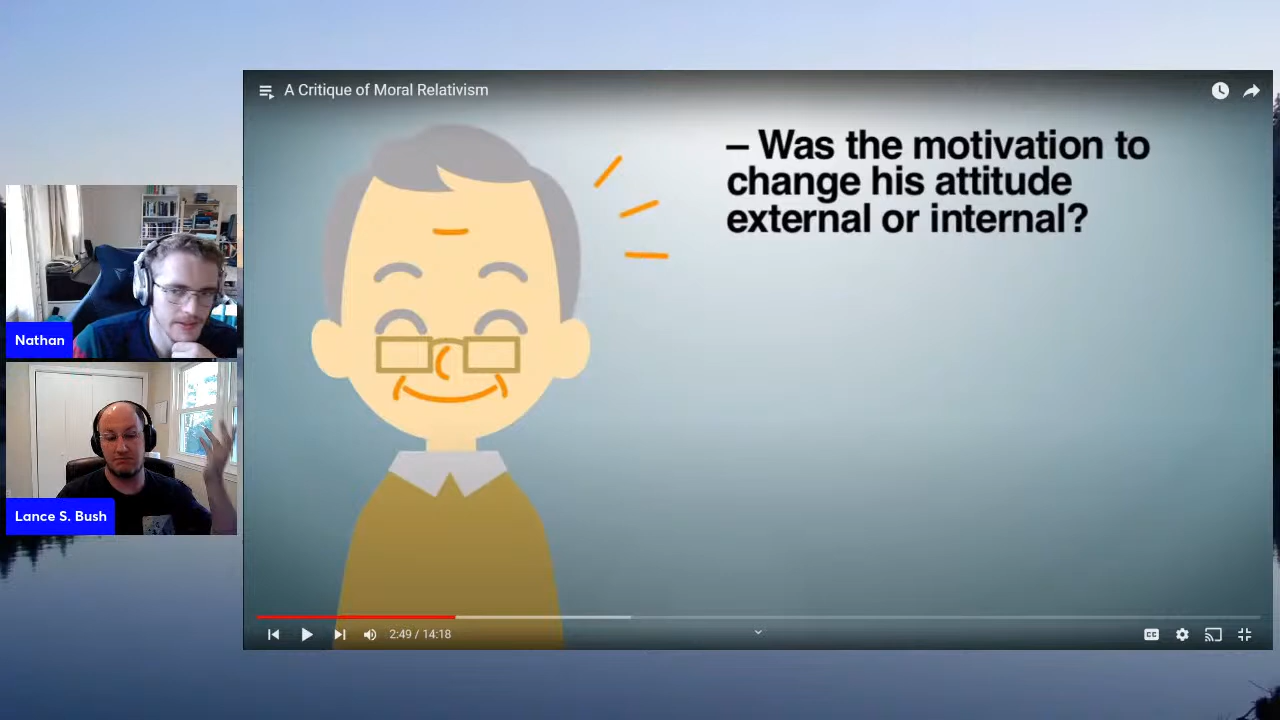 A Critique of Moral Relativism
– Was the motivation to
change his attitude
external or internal?
Nathan
Lance S. Bush
2:49 / 14:18
CC